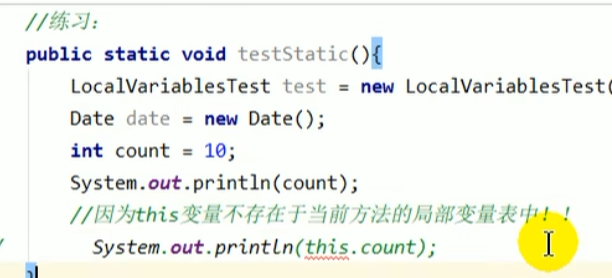 //练习：
public static void testStatic(){
LocalVariablesTest test = new LocalVariablesTest(
Date date = new Date();
int count = 10;
System.out.println(count);
//因为this变量不存在于当前方法的局部变量表中！！
System.out.println(this.count);
}